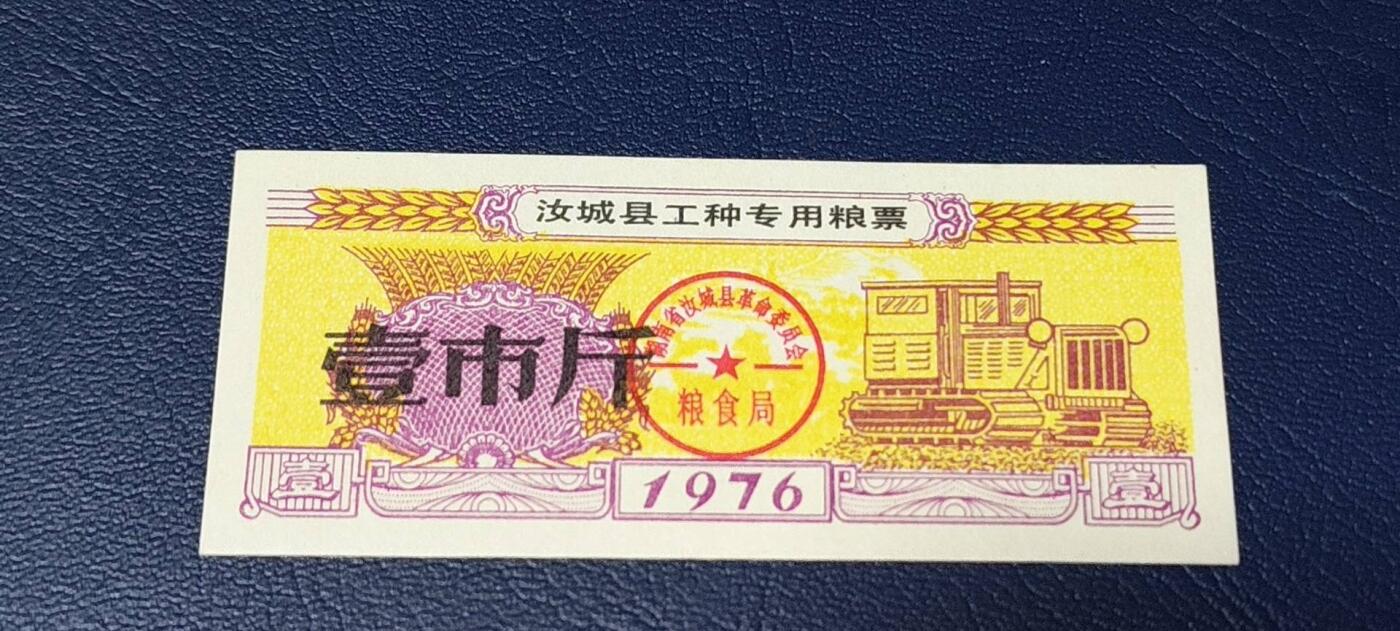 汝城县工种专用粮票
壹市斤
湖南省汝城县革命委员会
粮食局
壹
1976
壹